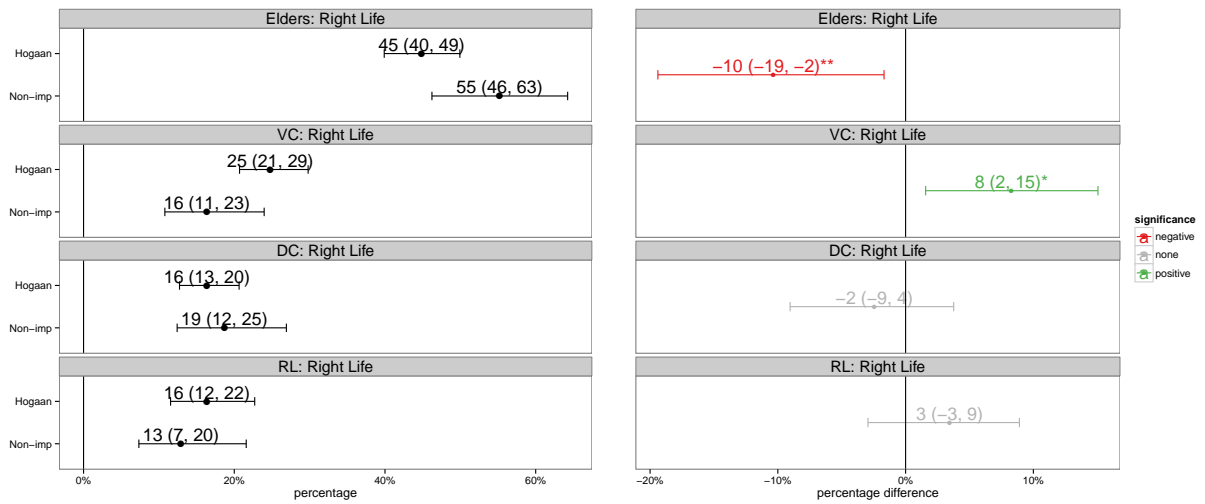 Elders: Right Life
Hogaan
45 (40, 49)
Non−imp
55 (46, 63)
VC: Right Life
Hogaan
25 (21, 29)
Non−imp
16 (11, 23)
DC: Right Life
Hogaan
16 (13, 20)
Non−imp
19 (12, 25)
RL: Right Life
Hogaan
16 (12, 22)
Non−imp
13 (7, 20)
0% 20% 40% 60%
percentage
Elders: Right Life
−10 (−19, −2)**
VC: Right Life
8 (2, 15)*
DC: Right Life
−2 (−9, 4)
RL: Right Life
3 (−3, 9)
−20% −10% 0% 10%
percentage difference
significance
a negative
a none
a positive